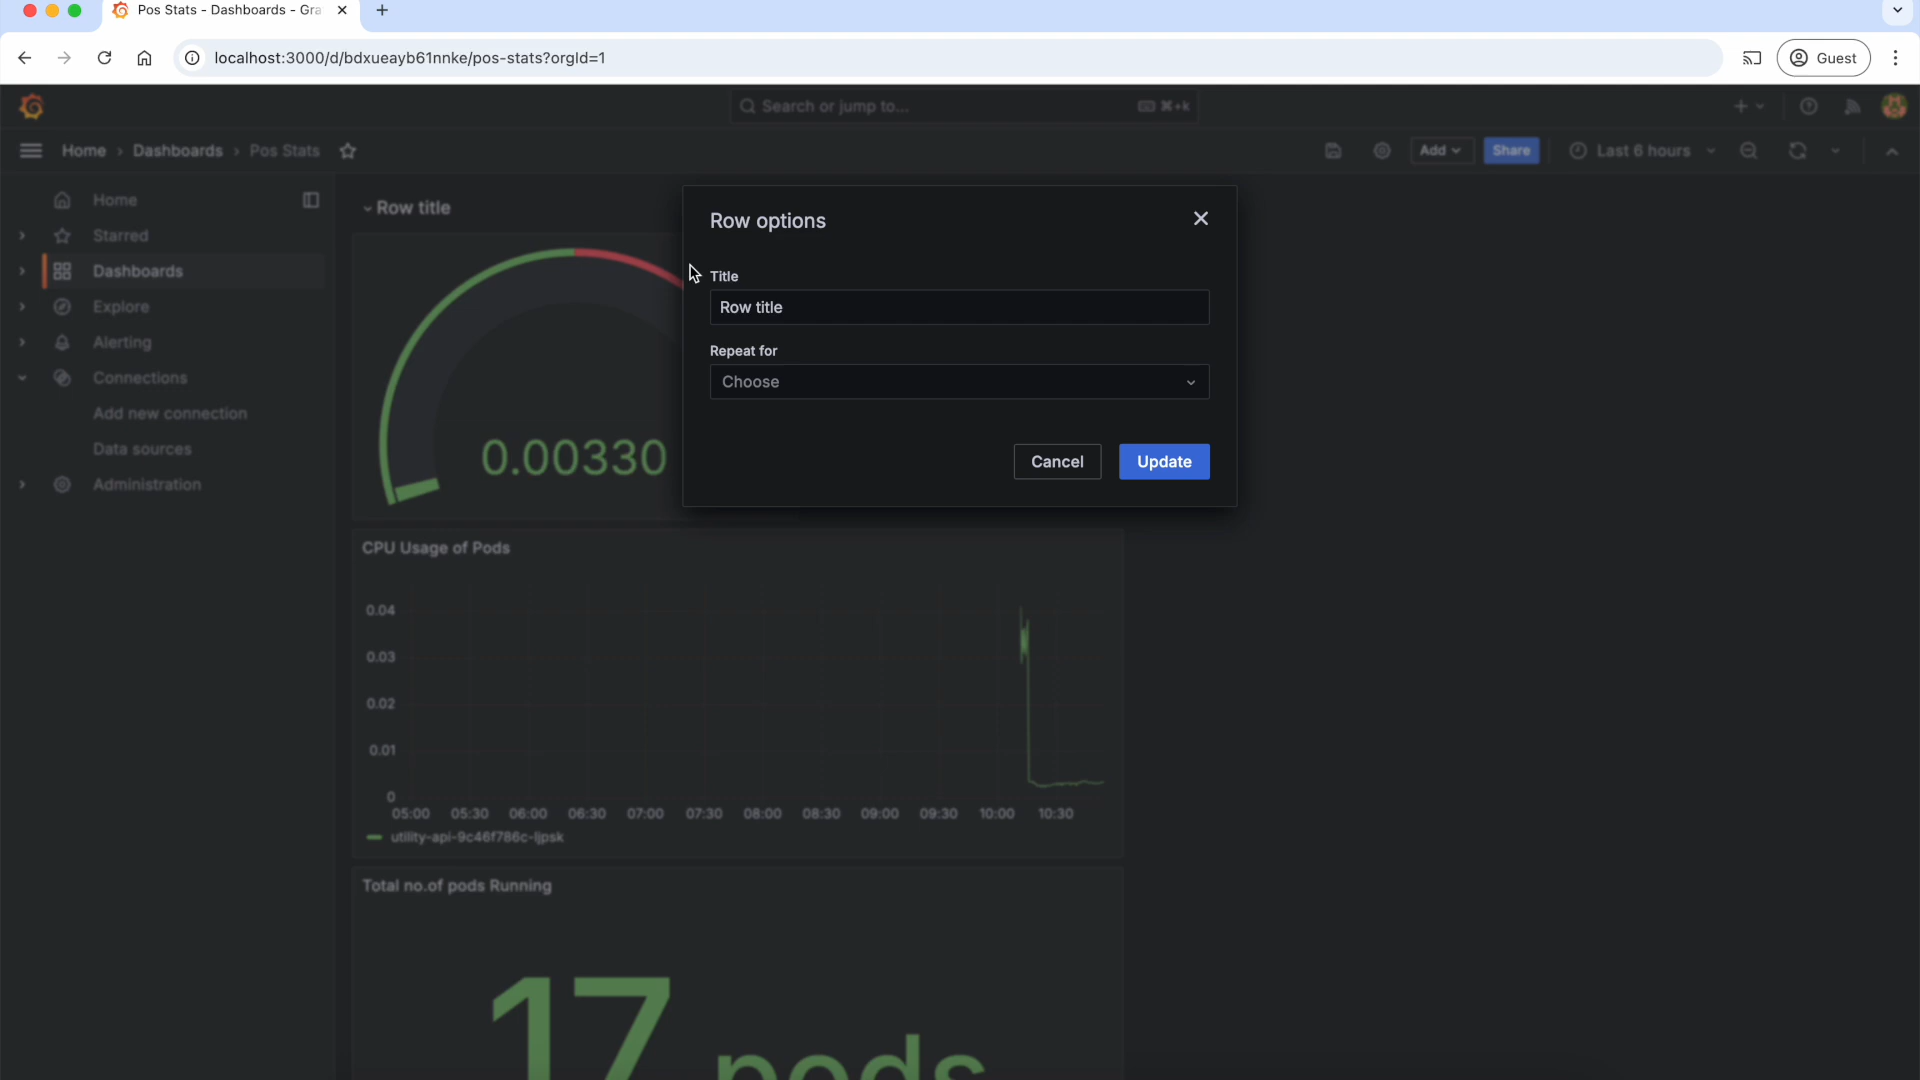 Pos Stats - Dashboards - Gra
localhost:3000/d/bdxueayb61nnke/pos-stats?orgId=1
Guest
Search or jump to...
⌘+k
Home › Dashboards › Pos Stats
Add
Share
Last 6 hours
Home
Starred
Dashboards
Explore
Alerting
Connections
Add new connection
Data sources
Administration
Row title
0.00330
Row options
Title
Row title
Repeat for
Choose
Cancel
Update
CPU Usage of Pods
0.04
0.03
0.02
0.01
0
05:00 05:30 06:00 06:30 07:00 07:30 08:00 08:30 09:00 09:30 10:00 10:30
utility-api-9c46f786c-ljpsk
Total no.of pods Running
17 pods